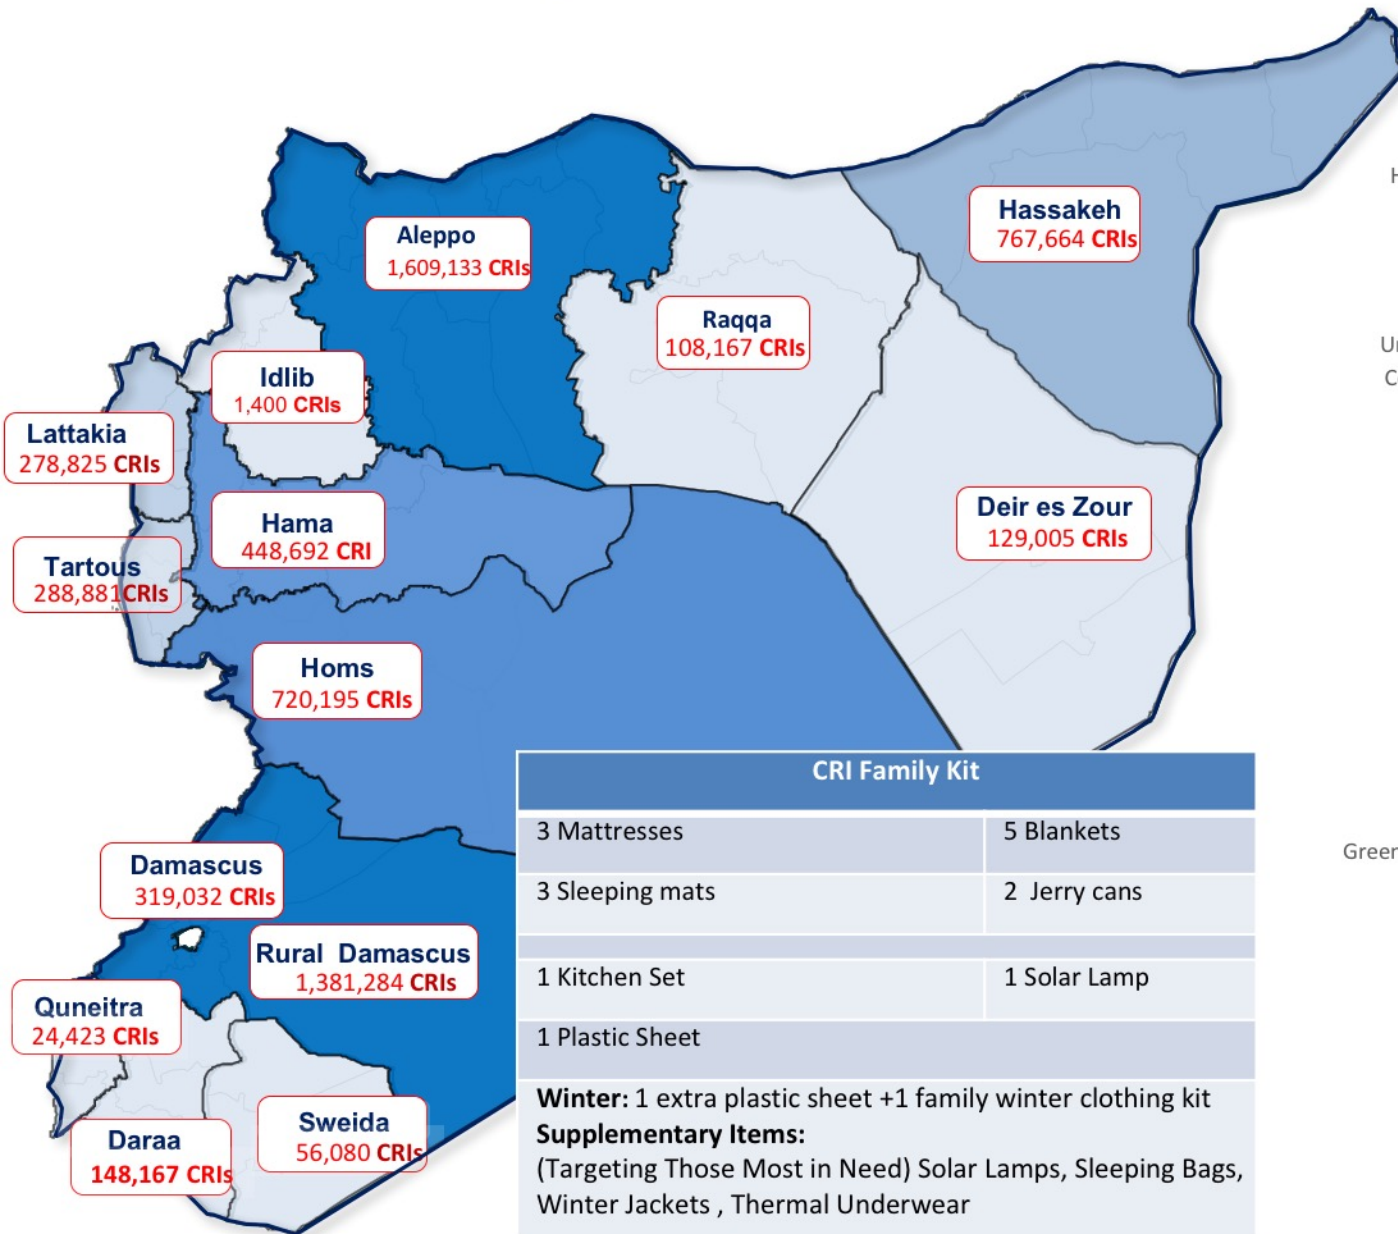 H
Hassakeh
767,664 CRIs
Aleppo
1,609,133 CRIs
Raqqa
108,167 CRIs
Ur
Idlib
1,400 CRIs
Lattakia
278,825 CRIs
Hama
448,692 CRI
Deir es Zour
129,005 CRIs
Tartous
288,881CRIs
Homs
720,195 CRIs
Damascus
319,032 CRIs
Rural Damascus
1,381,284 CRIs
Quneitra
24,423 CRIs
Daraa
148,167 CRIs
Sweida
56,080 CRIs
CRI Family Kit
3 Mattresses
5 Blankets
3 Sleeping mats
2 Jerry cans
1 Kitchen Set
1 Solar Lamp
1 Plastic Sheet
Winter: 1 extra plastic sheet +1 family winter clothing kit
Supplementary Items:
(Targeting Those Most in Need) Solar Lamps, Sleeping Bags,
Winter Jackets , Thermal Underwear
Green